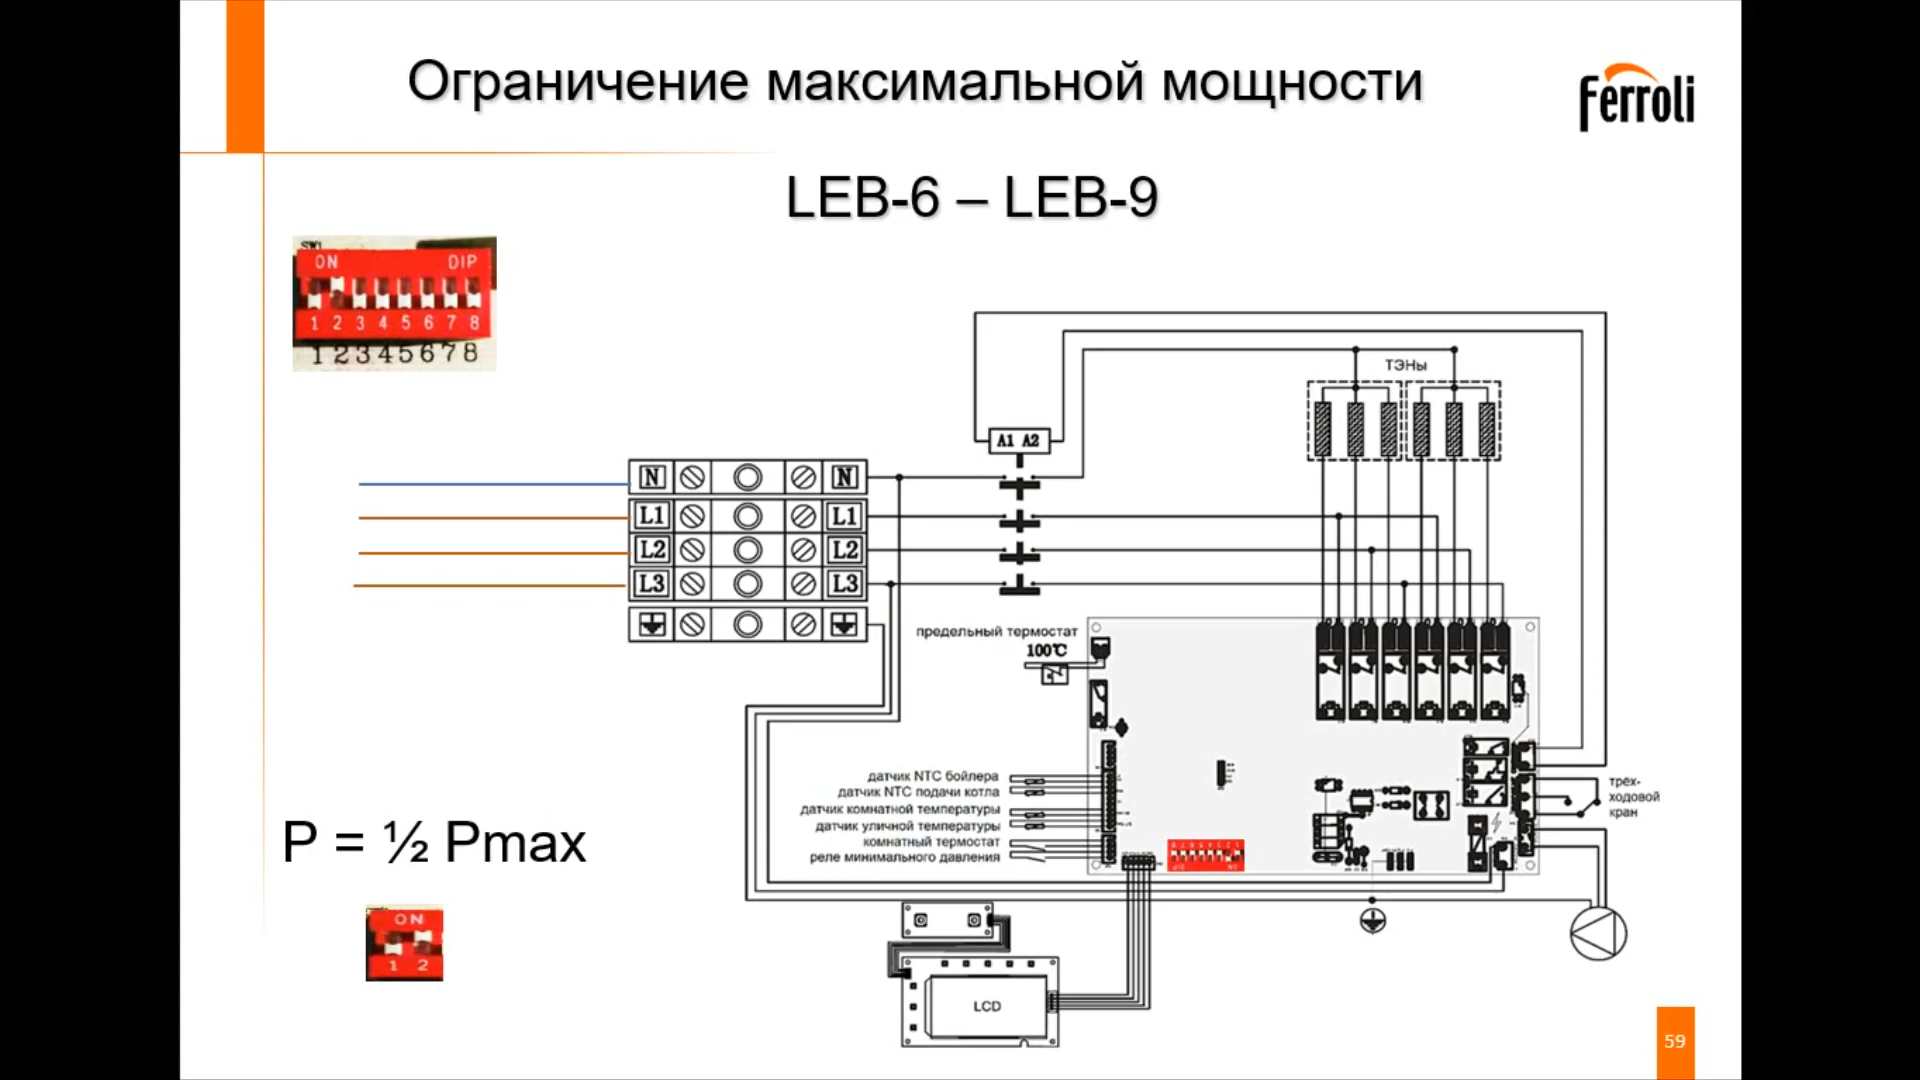 Ограничение максимальной мощности
ferroli
LEB-6 – LEB-9
SW1
ON DIP
1 2 3 4 5 6 7 8
12345678
ТЭНы
A1 A2
N N
L1 L1
L2 L2
L3 L3
предельный термостат
100℃
датчик NTC бойлера
датчик NTC подачи котла
датчик комнатной температуры
датчик уличной температуры
комнатный термостат
реле минимального давления
трёх-
ходовой
кран
P = ½ Pmax
ON
1 2
LCD
59